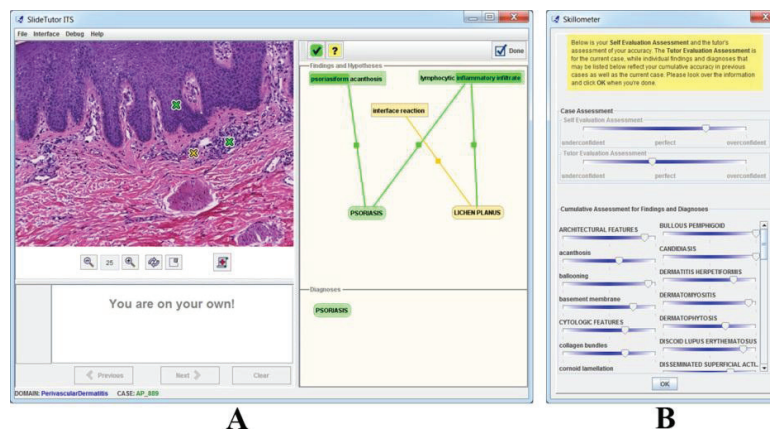 SlideTutor ITS
File Interface Debug Help
Done
Findings and Hypotheses
psoriasiform acanthosis
lymphocytic inflammatory infiltrate
interface reaction
PSORIASIS
LICHEN PLANUS
25
You are on your own!
Diagnoses
PSORIASIS
Previous
Next
Clear
DOMAIN: PerivascularDermatitis CASE: AP_889
A
Skillometer
Below is your Self Evaluation Assessment and the tutor's
assessment of your accuracy. The Tutor Evaluation Assessment is
for the current case, while individual findings and diagnoses that
may be listed below reflect your cumulative accuracy in previous
cases as well as the current case. Please look over the information
and click OK when you're done.
Case Assessment
Self Evaluation Assessment
underconfident perfect overconfident
Tutor Evaluation Assessment
underconfident perfect overconfident
Cumulative Assessment for Findings and Diagnoses
ARCHITECTURAL FEATURES
acanthosis
ballooning
basement membrane
CYTOLOGIC FEATURES
collagen bundles
cornoid lamellation
BULLOUS PEMPHIGOID
CANDIDIASIS
DERMATITIS HERPETIFORMIS
DERMATOMYOSITIS
DERMATOPHYTOSIS
DISCOID LUPUS ERYTHEMATOSUS
DISSEMINATED SUPERFICIAL ACTI..
OK
B